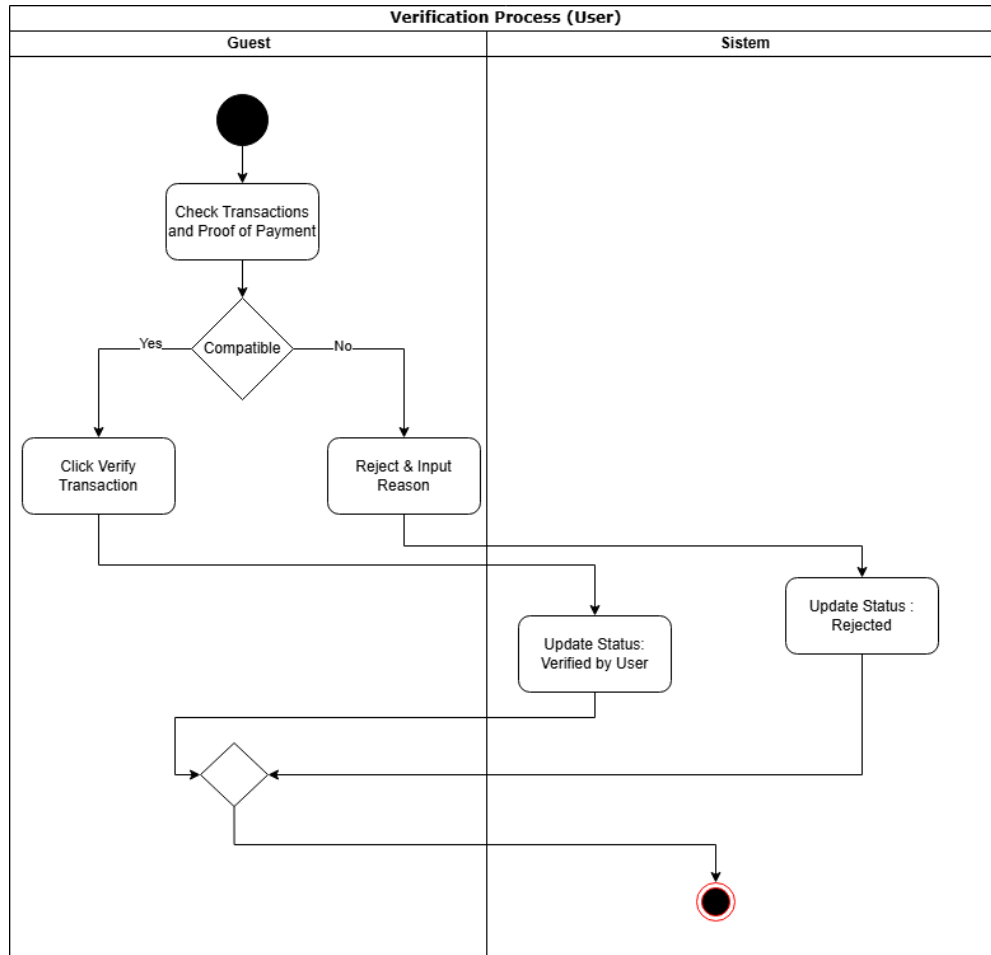 Verification Process (User)
Guest
Sistem
Check Transactions
and Proof of Payment
Compatible
Yes
No
Click Verify
Transaction
Reject & Input
Reason
Update Status :
Rejected
Update Status:
Verified by User